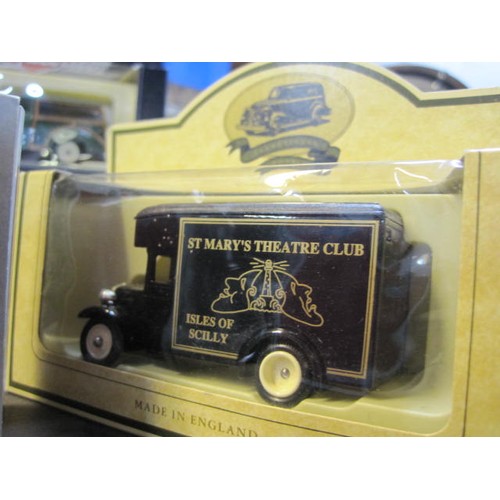 ST MARY'S THEATRE CLUB
ISLES OF
SCILLY
MADE IN ENGLAND